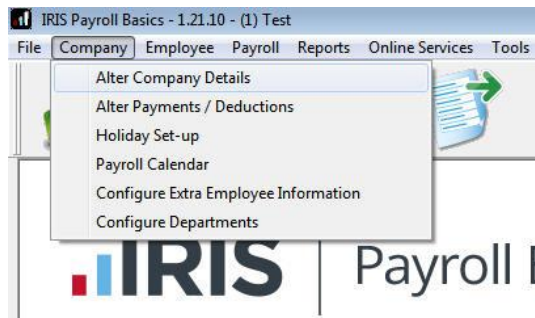 IRIS Payroll Basics - 1.21.10 - (1) Test
File Company Employee Payroll Reports Online Services Tools
Alter Company Details
Alter Payments / Deductions
Holiday Set-up
Payroll Calendar
Configure Extra Employee Information
Configure Departments
IRIS Payroll